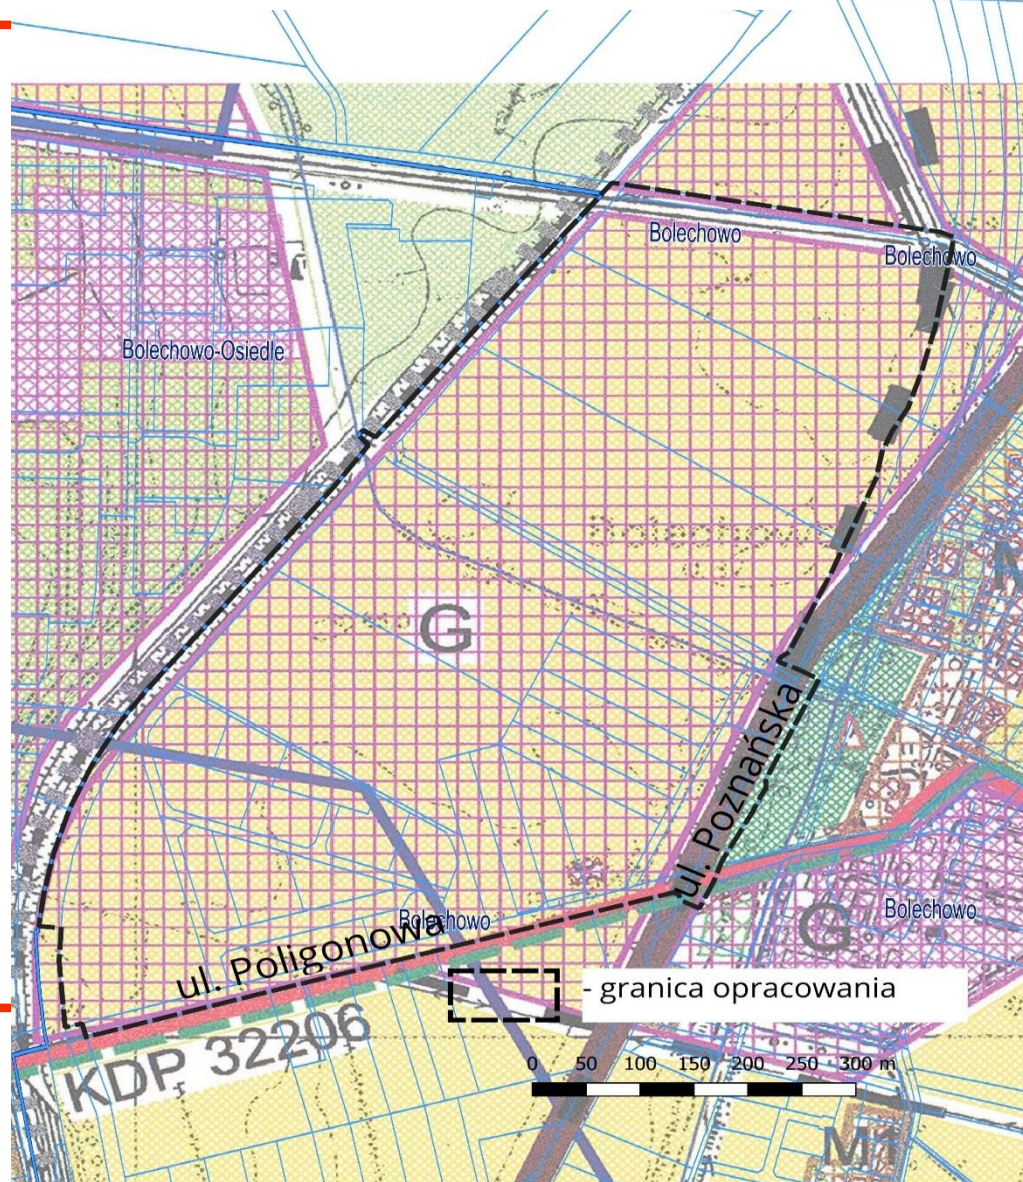 Bolechowo
Bolechowo
Bolechowo-Osiedle
N
G
ul. Poznańska
Bolechowo
Bolechowo
G
ul. Poligonowa
- granica opracowania
KDP 32206
0 50 100 150 200 250 300 m
M1